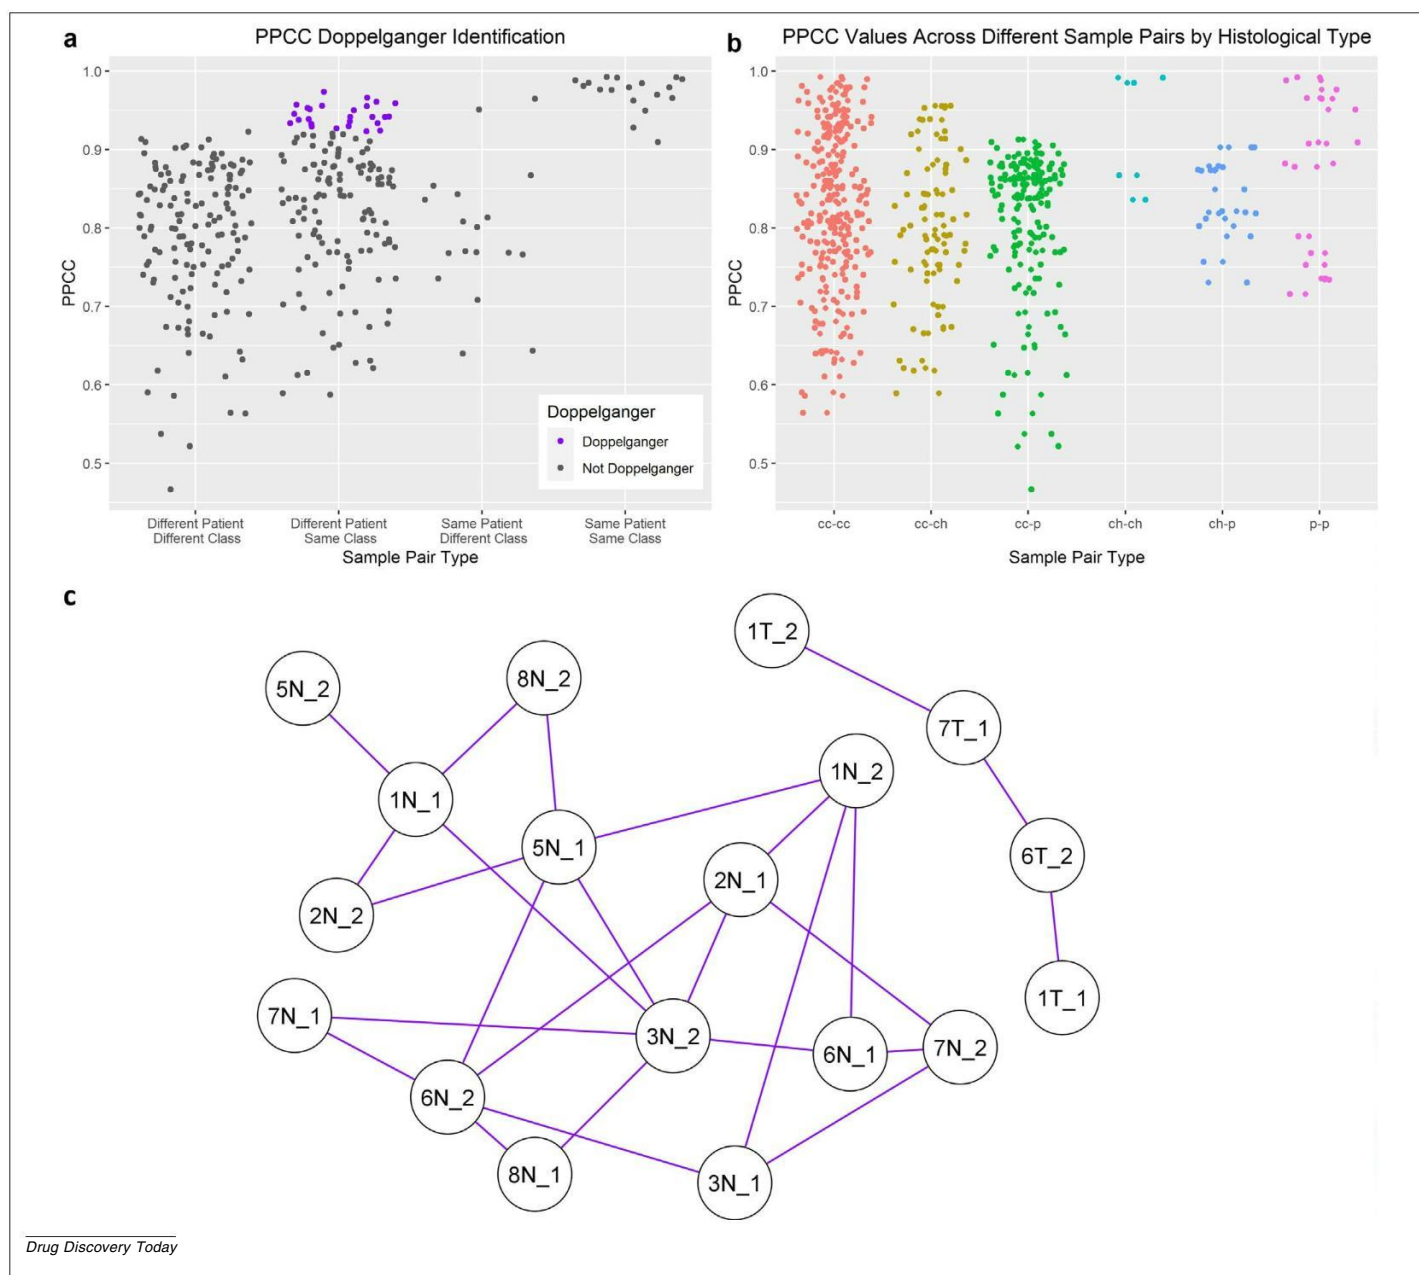 a
PPCC Doppelganger Identification
1.0
0.9
0.8
0.7
0.6
0.5
PPCC
Doppelganger
Doppelganger
Not Doppelganger
Different Patient
Different Class
Different Patient
Same Class
Same Patient
Different Class
Same Patient
Same Class
Sample Pair Type
b
PPCC Values Across Different Sample Pairs by Histological Type
1.0
0.9
0.8
0.7
0.6
0.5
PPCC
cc-cc
cc-ch
cc-p
ch-ch
ch-p
p-p
Sample Pair Type
c
1T_2
5N_2
8N_2
7T_1
1N_2
1N_1
5N_1
6T_2
2N_1
2N_2
1T_1
7N_1
3N_2
6N_1
7N_2
6N_2
8N_1
3N_1
Drug Discovery Today